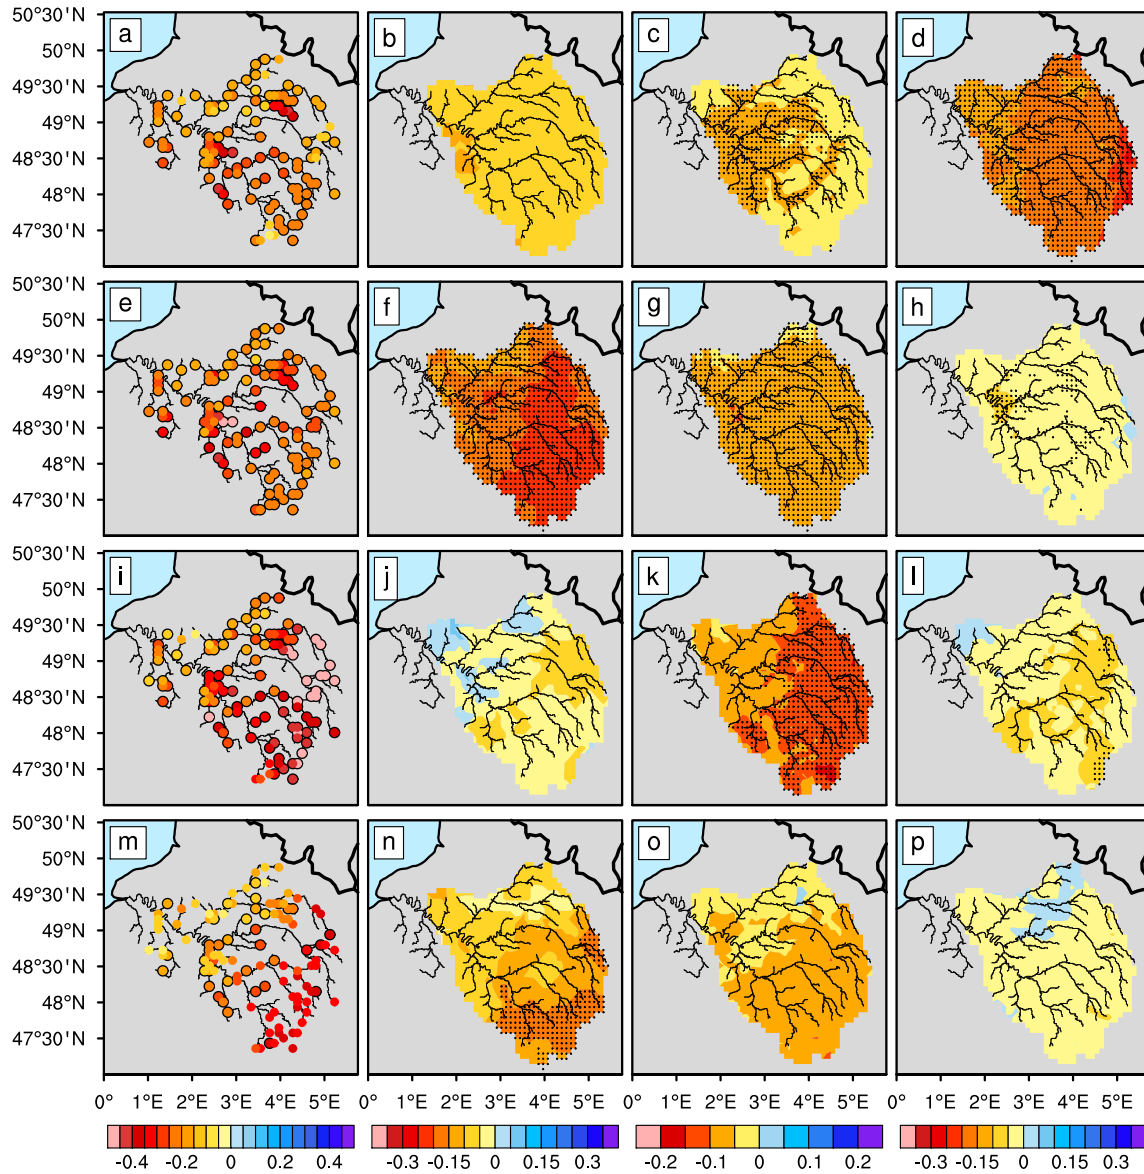 50°30'N
50°N
49°30'N
49°N
48°30'N
48°N
47°30'N
a
b
c
d
50°30'N
50°N
49°30'N
49°N
48°30'N
48°N
47°30'N
e
f
g
h
50°30'N
50°N
49°30'N
49°N
48°30'N
48°N
47°30'N
i
j
k
l
50°30'N
50°N
49°30'N
49°N
48°30'N
48°N
47°30'N
m
n
o
p
0° 1°E 2°E 3°E 4°E 5°E
0° 1°E 2°E 3°E 4°E 5°E
0° 1°E 2°E 3°E 4°E 5°E
0° 1°E 2°E 3°E 4°E 5°E
-0.4 -0.2 0 0.2 0.4
-0.3 -0.15 0 0.15 0.3
-0.2 -0.1 0 0.1 0.2
-0.3 -0.15 0 0.15 0.3